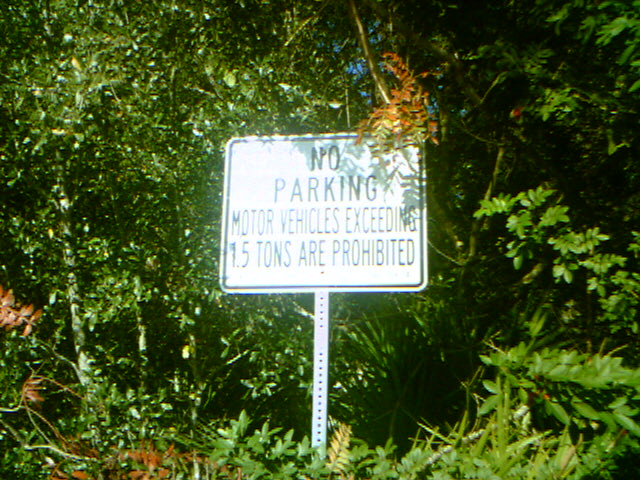 NO
PARKING
MOTOR VEHICLES EXCEEDING
1.5 TONS ARE PROHIBITED